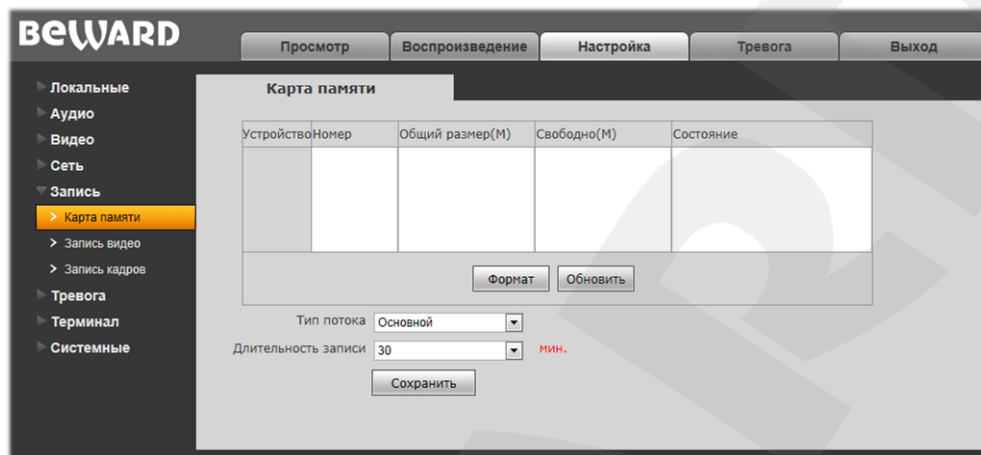 BEWARD
Просмотр Воспроизведение Настройка Тревога Выход
Локальные
Аудио
Видео
Сеть
Запись
> Карта памяти
> Запись видео
> Запись кадров
Тревога
Терминал
Системные
Карта памяти
Устройство Номер Общий размер(М) Свободно(М) Состояние
Формат Обновить
Тип потока Основной
Длительность записи 30 мин.
Сохранить